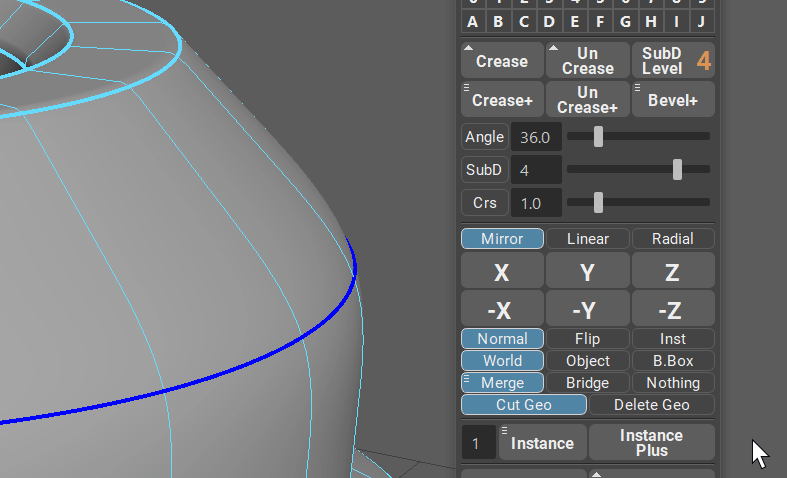 A B C D E F G H I J
Crease Un Crease SubD Level 4
Crease+ Un Crease+ Bevel+
Angle 36.0
SubD 4
Crs 1.0
Mirror Linear Radial
X Y Z
-X -Y -Z
Normal Flip Inst
World Object B.Box
Merge Bridge Nothing
Cut Geo Delete Geo
1 Instance Instance Plus